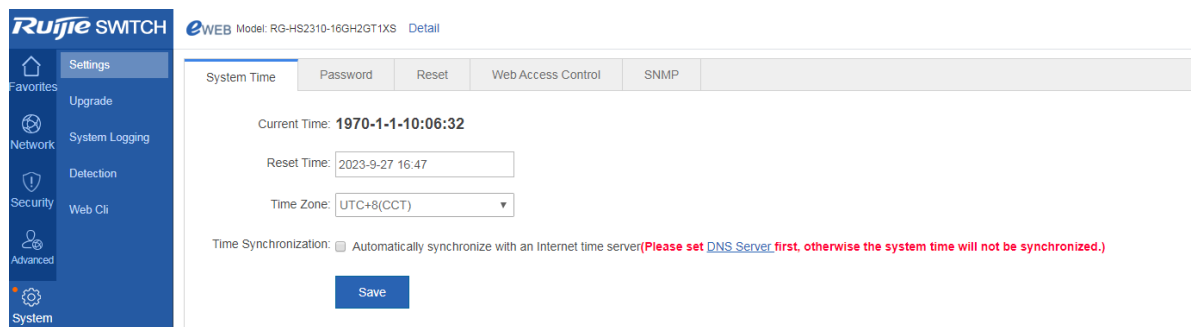 Ruijie SWITCH
eWEB Model: RG-HS2310-16GH2GT1XS Detail
Favorites
Network
Security
Advanced
System
Settings
Upgrade
System Logging
Detection
Web Cli
System Time Password Reset Web Access Control SNMP
Current Time: 1970-1-1-10:06:32
Reset Time: 2023-9-27 16:47
Time Zone: UTC+8(CCT)
Time Synchronization: Automatically synchronize with an Internet time server(Please set DNS Server first, otherwise the system time will not be synchronized.)
Save